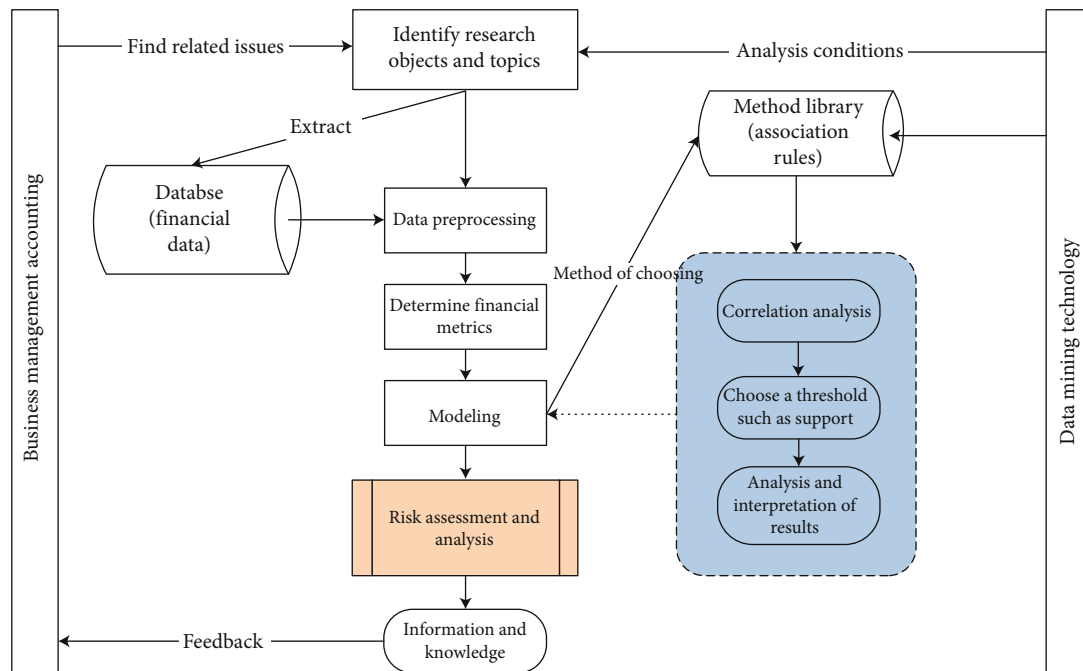 Business management accounting
Find related issues
Identify research
objects and topics
Analysis conditions
Data mining technology
Extract
Method library
(association
rules)
Databse
(financial
data)
Data preprocessing
Method of choosing
Determine financial
metrics
Correlation analysis
Modeling
Choose a threshold
such as support
Risk assessment and
analysis
Analysis and
interpretation of
results
Feedback
Information and
knowledge